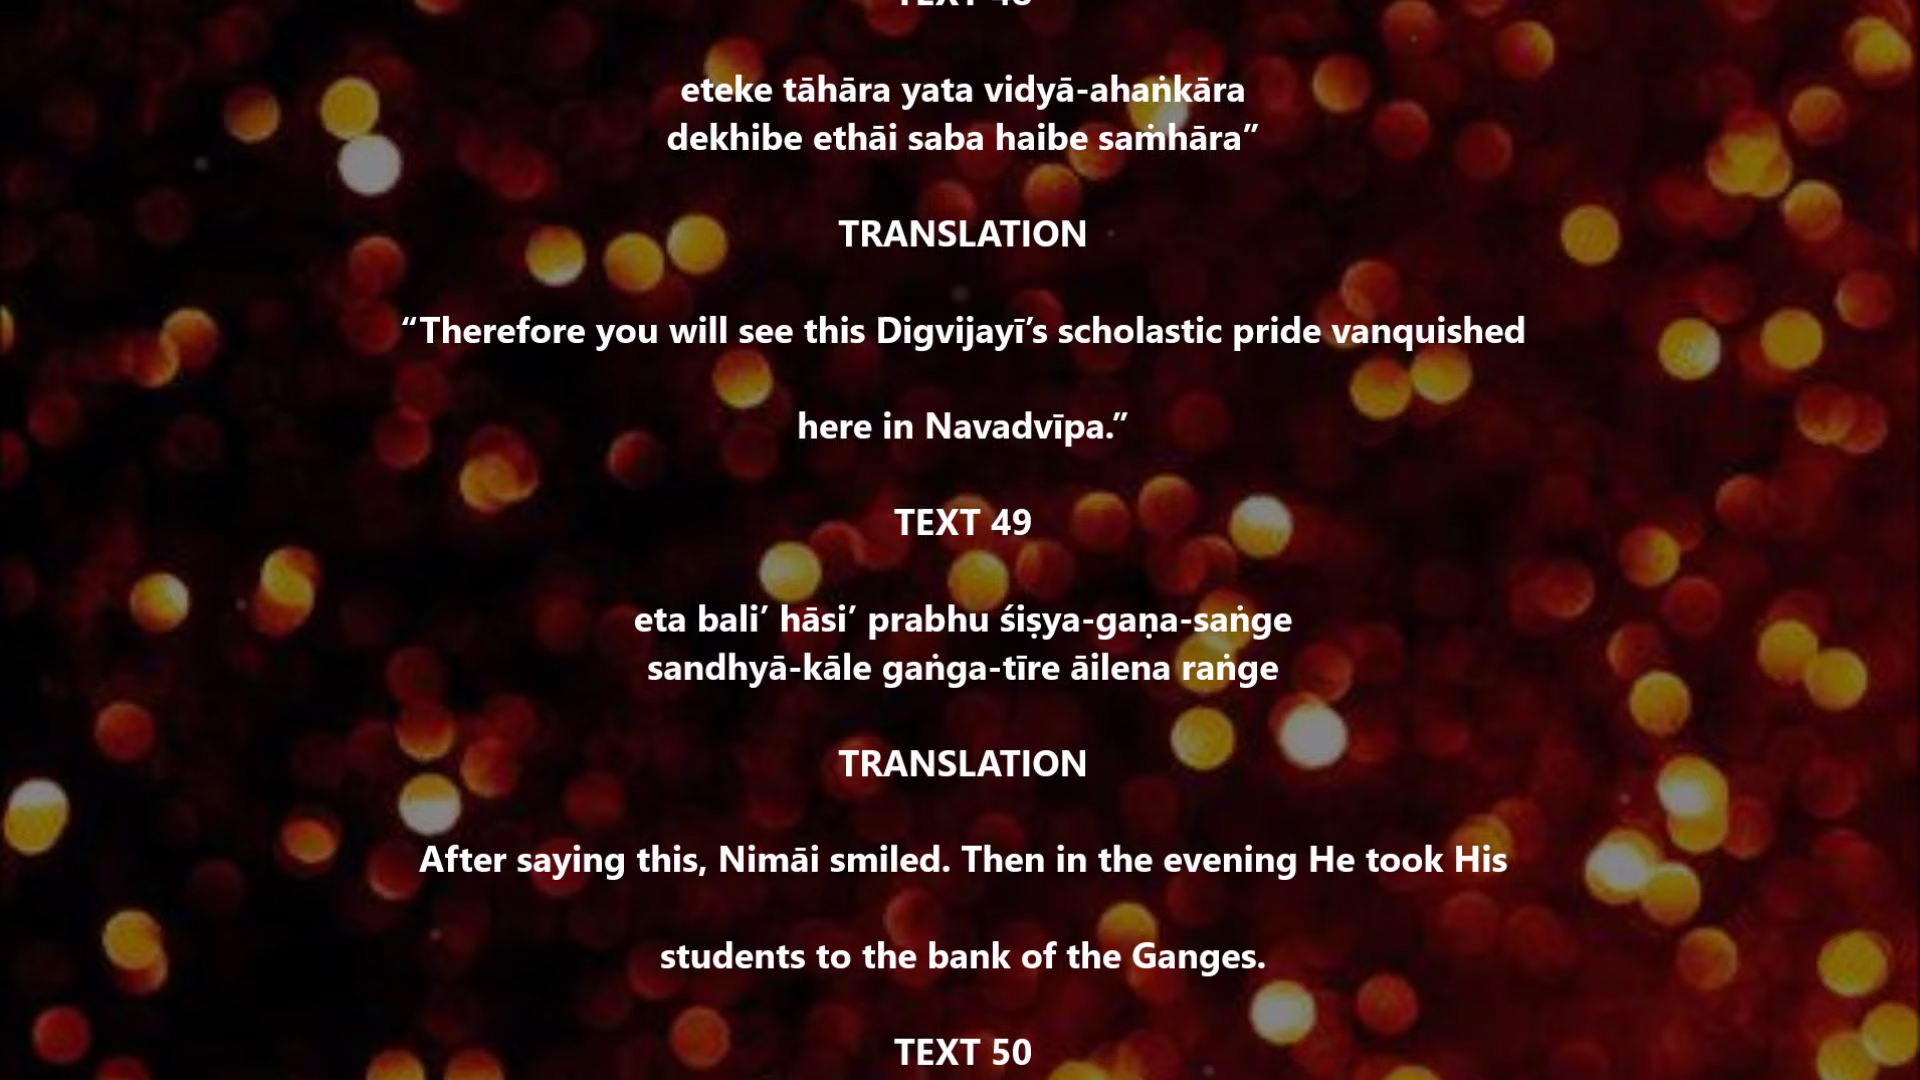 TEXT 48
eteke tāhāra yata vidyā-ahaṅkāra
dekhibe ethāi saba haibe saṁhāra”
TRANSLATION
“Therefore you will see this Digvijayī’s scholastic pride vanquished
here in Navadvīpa.”
TEXT 49
eta bali’ hāsi’ prabhu śiṣya-gaṇa-saṅge
sandhyā-kāle gaṅga-tīre āilena raṅge
TRANSLATION
After saying this, Nimāi smiled. Then in the evening He took His
students to the bank of the Ganges.
TEXT 50